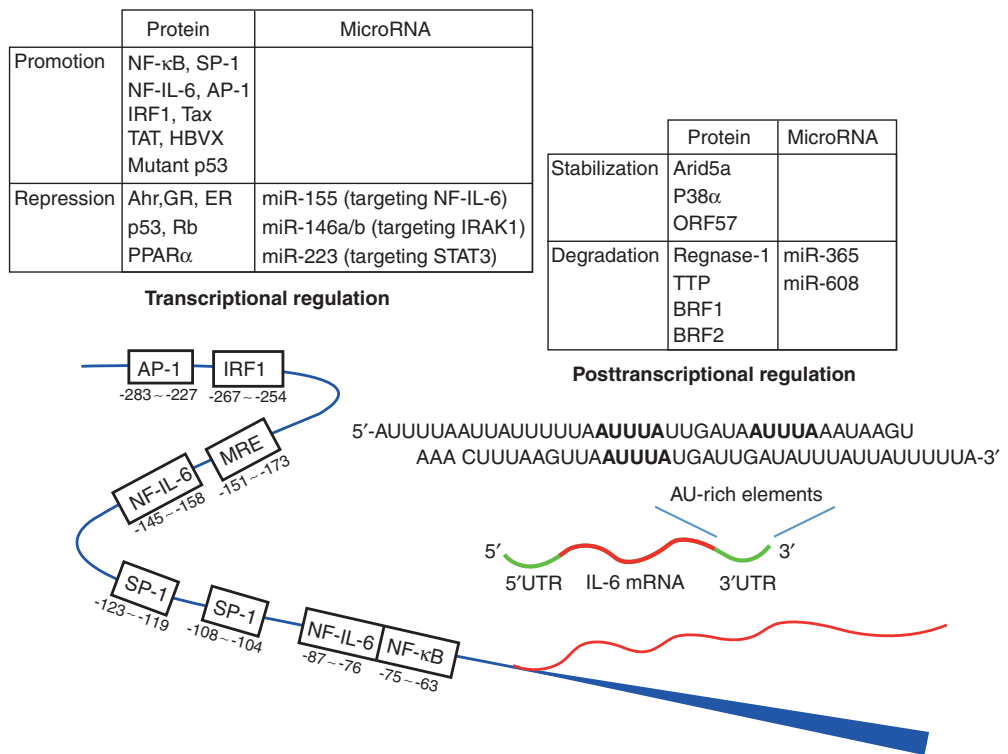 Protein MicroRNA
Promotion NF-κB, SP-1
NF-IL-6, AP-1
IRF1, Tax
TAT, HBVX
Mutant p53
Repression Ahr,GR, ER miR-155 (targeting NF-IL-6)
p53, Rb miR-146a/b (targeting IRAK1)
PPARα miR-223 (targeting STAT3)
Transcriptional regulation
Protein MicroRNA
Stabilization Arid5a
P38α
ORF57
Degradation Regnase-1 miR-365
TTP miR-608
BRF1
BRF2
Posttranscriptional regulation
AP-1 IRF1
-283~-227 -267~-254
MRE
-151~-173
NF-IL-6
-145~-158
SP-1
-123~-119
SP-1
-108~-104
NF-IL-6 NF-κB
-87~-76
-75~-63
5′-AUUUUAAUUAUUUUUAAUUUAUUGAUAAUUUAAAUAAGU
AAA CUUUAAGUUAAUUUAUGAUUGAUAUUUAUUAUUUUUA-3′
AU-rich elements
5′ 3′
5′UTR IL-6 mRNA 3′UTR